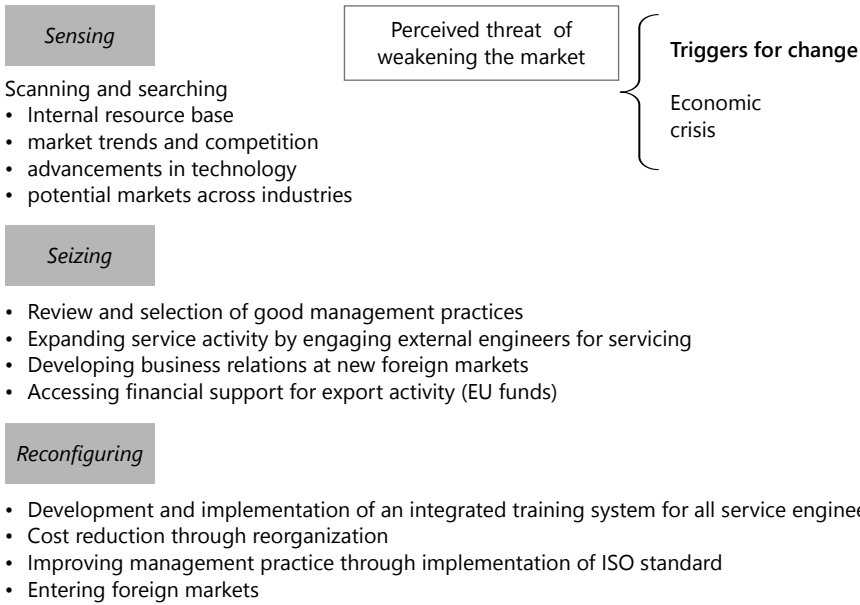 Sensing
Perceived threat of
weakening the market
Triggers for change
Economic
crisis
Scanning and searching
• Internal resource base
• market trends and competition
• advancements in technology
• potential markets across industries
Seizing
• Review and selection of good management practices
• Expanding service activity by engaging external engineers for servicing
• Developing business relations at new foreign markets
• Accessing financial support for export activity (EU funds)
Reconfiguring
• Development and implementation of an integrated training system for all service
• Cost reduction through reorganization
• Improving management practice through implementation of ISO standard
• Entering foreign markets